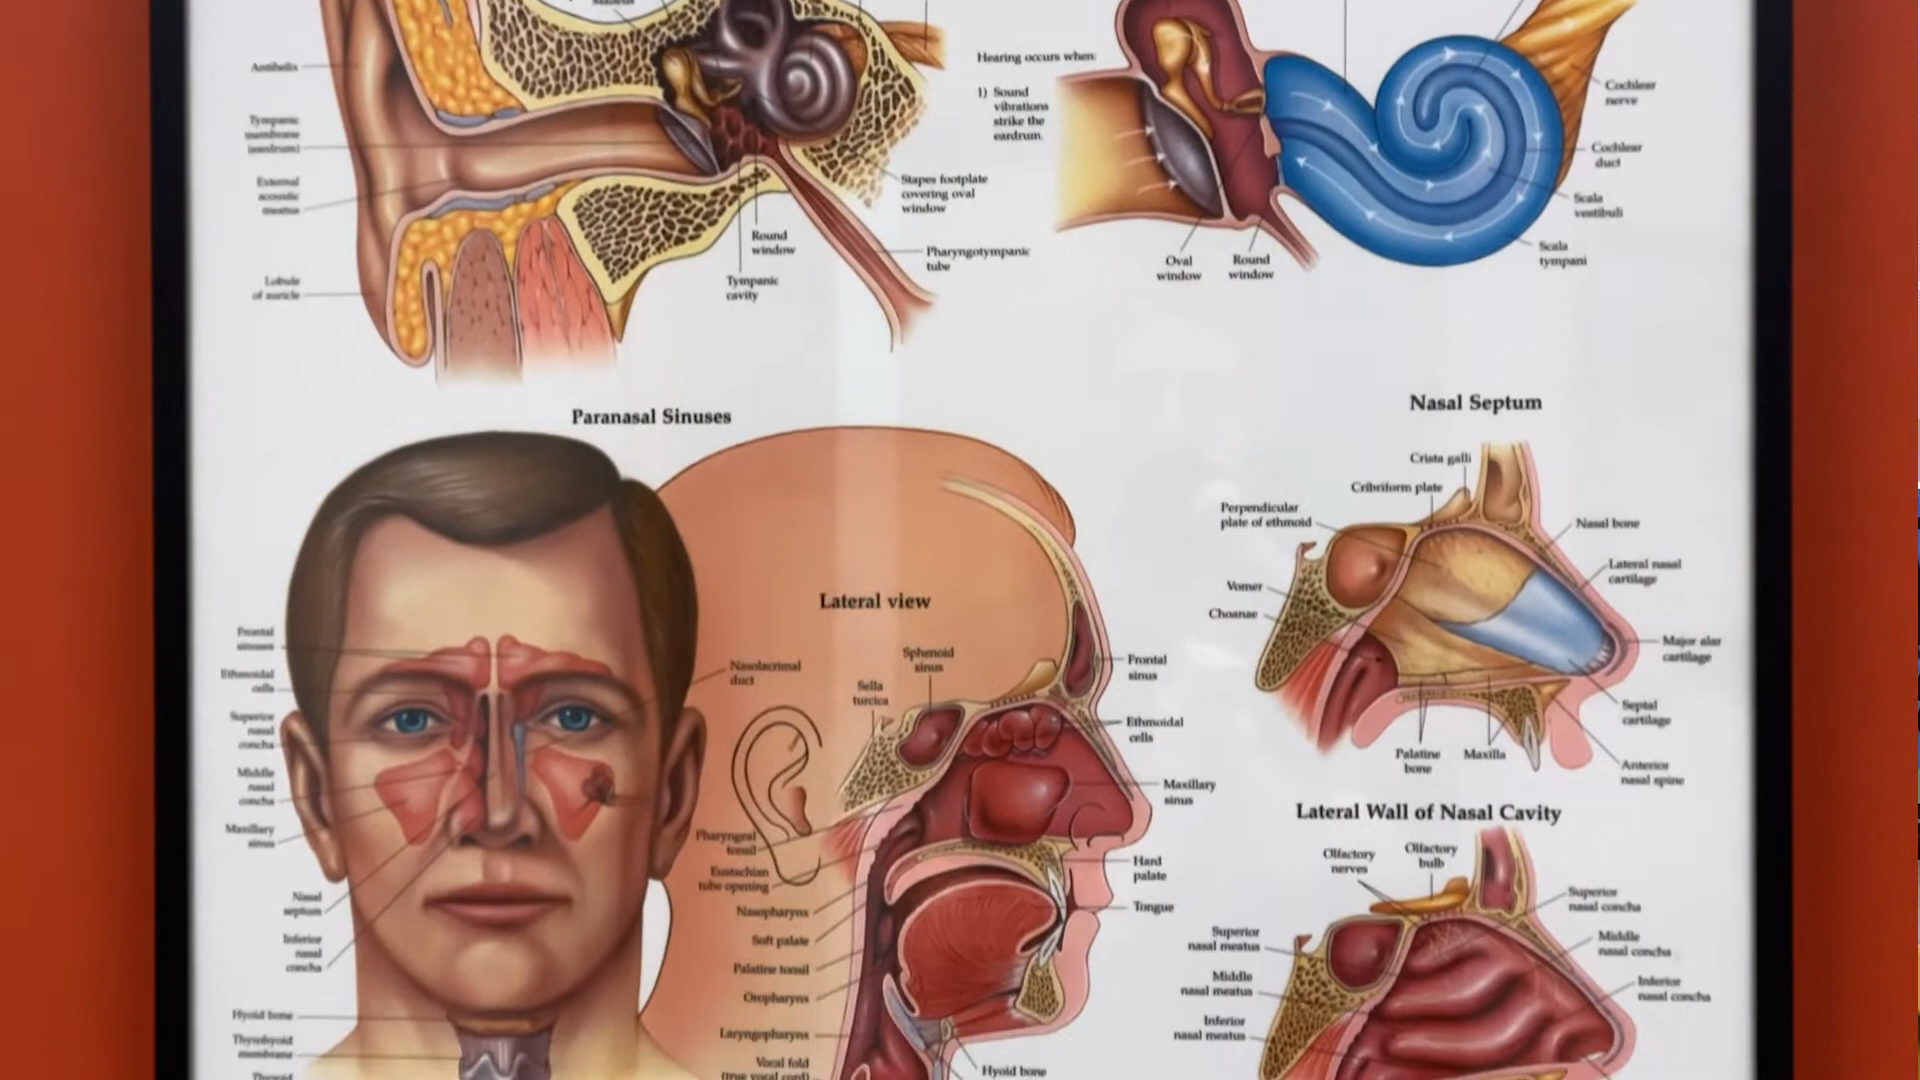 Antihelix
Tympanic
membrane
(eardrum)
External
acoustic
meatus
Lobule
of auricle
Round
window
Tympanic
cavity
Stapes footplate
covering oval
window
Pharyngotympanic
tube
Hearing occurs when:
1) Sound
vibrations
strike the
eardrum.
Oval
window
Round
window
Cochlear
nerve
Cochlear
duct
Scala
vestibuli
Scala
tympani
Paranasal Sinuses
Frontal
sinuses
Ethmoidal
cells
Superior
nasal
concha
Middle
nasal
concha
Maxillary
sinus
Nasal
septum
Inferior
nasal
concha
Hyoid bone
Thyrohyoid
membrane
Thyroid
Nasolacrimal
duct
Lateral view
Sphenoid
sinus
Sella
turcica
Frontal
sinus
Ethmoidal
cells
Maxillary
sinus
Hard
palate
Tongue
Pharyngeal
tonsil
Eustachian
tube opening
Nasopharynx
Soft palate
Palatine tonsil
Oropharynx
Laryngopharynx
Vocal fold
(true vocal cord)
Hyoid bone
Nasal Septum
Crista galli
Cribriform plate
Perpendicular
plate of ethmoid
Vomer
Choanae
Nasal bone
Lateral nasal
cartilage
Major alar
cartilage
Septal
cartilage
Anterior
nasal spine
Palatine
bone
Maxilla
Lateral Wall of Nasal Cavity
Olfactory
nerves
Olfactory
bulb
Superior
nasal concha
Middle
nasal concha
Inferior
nasal concha
Superior
nasal meatus
Middle
nasal meatus
Inferior
nasal meatus